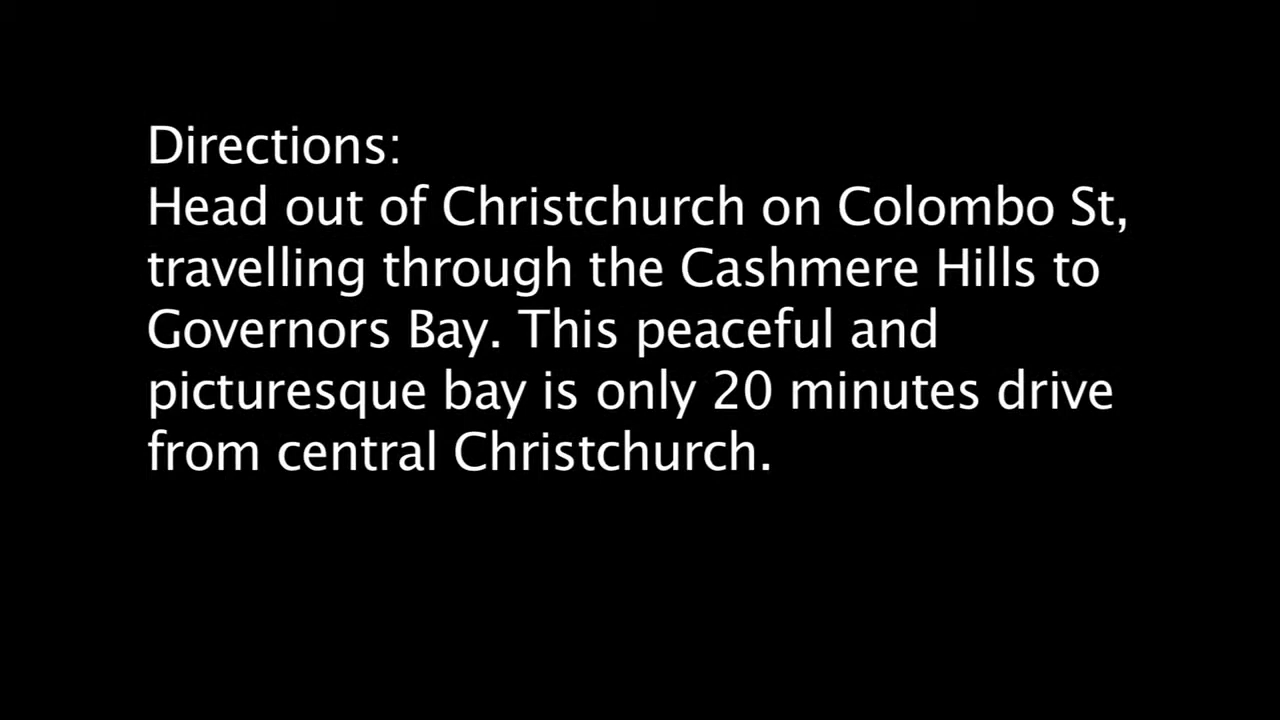 Directions:
Head out of Christchurch on Colombo St,
travelling through the Cashmere Hills to
Governors Bay. This peaceful and
picturesque bay is only 20 minutes drive
from central Christchurch.